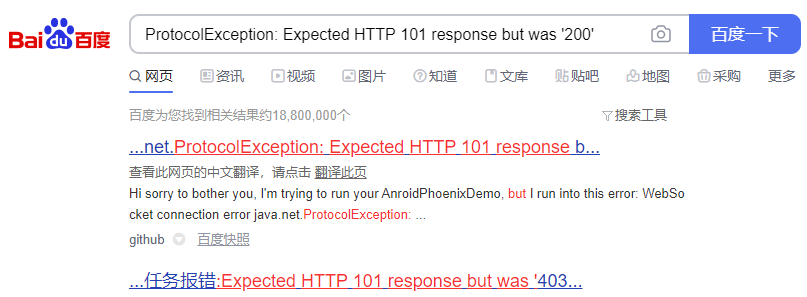 Bai du 百度
ProtocolException: Expected HTTP 101 response but was '200'
百度一下
网页 资讯 视频 图片 知道 文库 贴吧 地图 采购 更多
百度为您找到相关结果约18,800,000个
搜索工具
...net.ProtocolException: Expected HTTP 101 response b...
查看此网页的中文翻译，请点击 翻译此页
Hi sorry to bother you, I'm trying to run your AnroidPhoenixDemo, but I run into this error: WebSo
cket connection error java.net.ProtocolException: ...
github 百度快照
...任务报错:Expected HTTP 101 response but was '403...